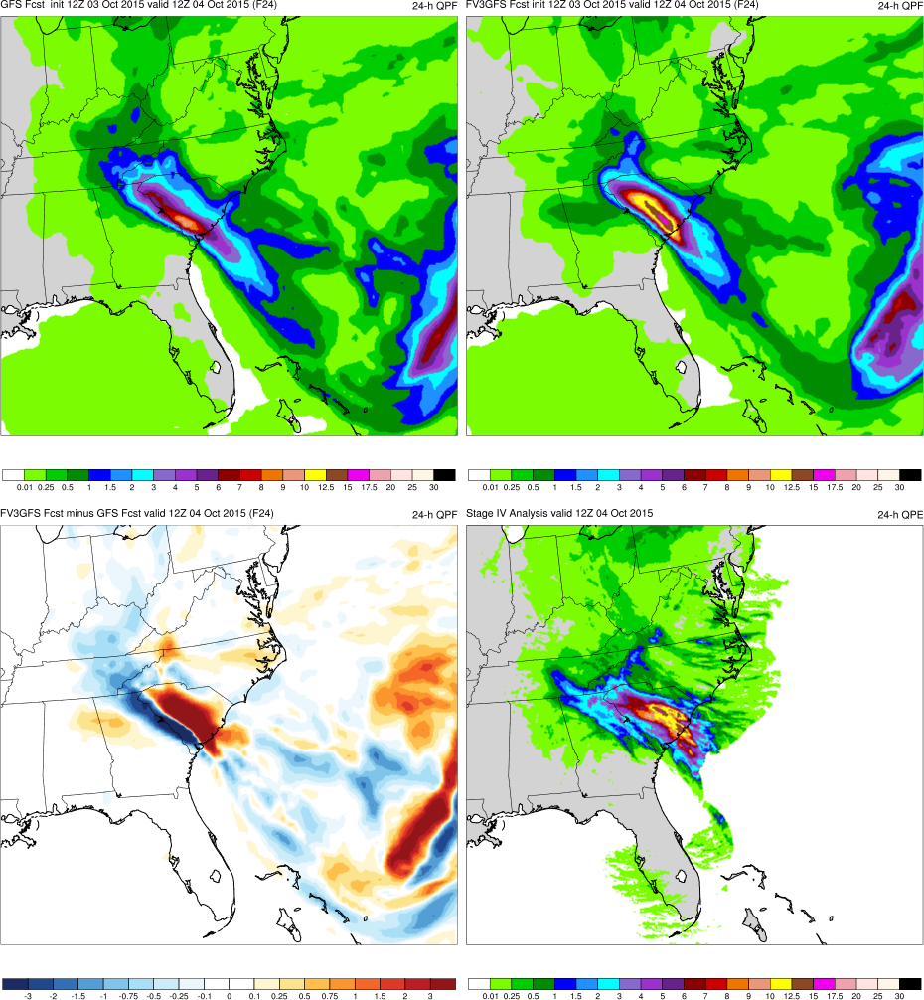 GFS Fcst init 12Z 03 Oct 2015 valid 12Z 04 Oct 2015 (F24) 24-h QPF
FV3GFS Fcst init 12Z 03 Oct 2015 valid 12Z 04 Oct 2015 (F24) 24-h QPF
0.01 0.25 0.5 1 1.5 2 3 4 5 6 7 8 9 10 12.5 15 17.5 20 25 30
0.01 0.25 0.5 1 1.5 2 3 4 5 6 7 8 9 10 12.5 15 17.5 20 25 30
FV3GFS Fcst minus GFS Fcst valid 12Z 04 Oct 2015 (F24) 24-h QPF
Stage IV Analysis valid 12Z 04 Oct 2015 24-h QPE
-3 -2 -1.5 -1 -0.75 -0.5 -0.25 -0.1 0 0.1 0.25 0.5 0.75 1 1.5 2 3
0.01 0.25 0.5 1 1.5 2 3 4 5 6 7 8 9 10 12.5 15 17.5 20 25 30